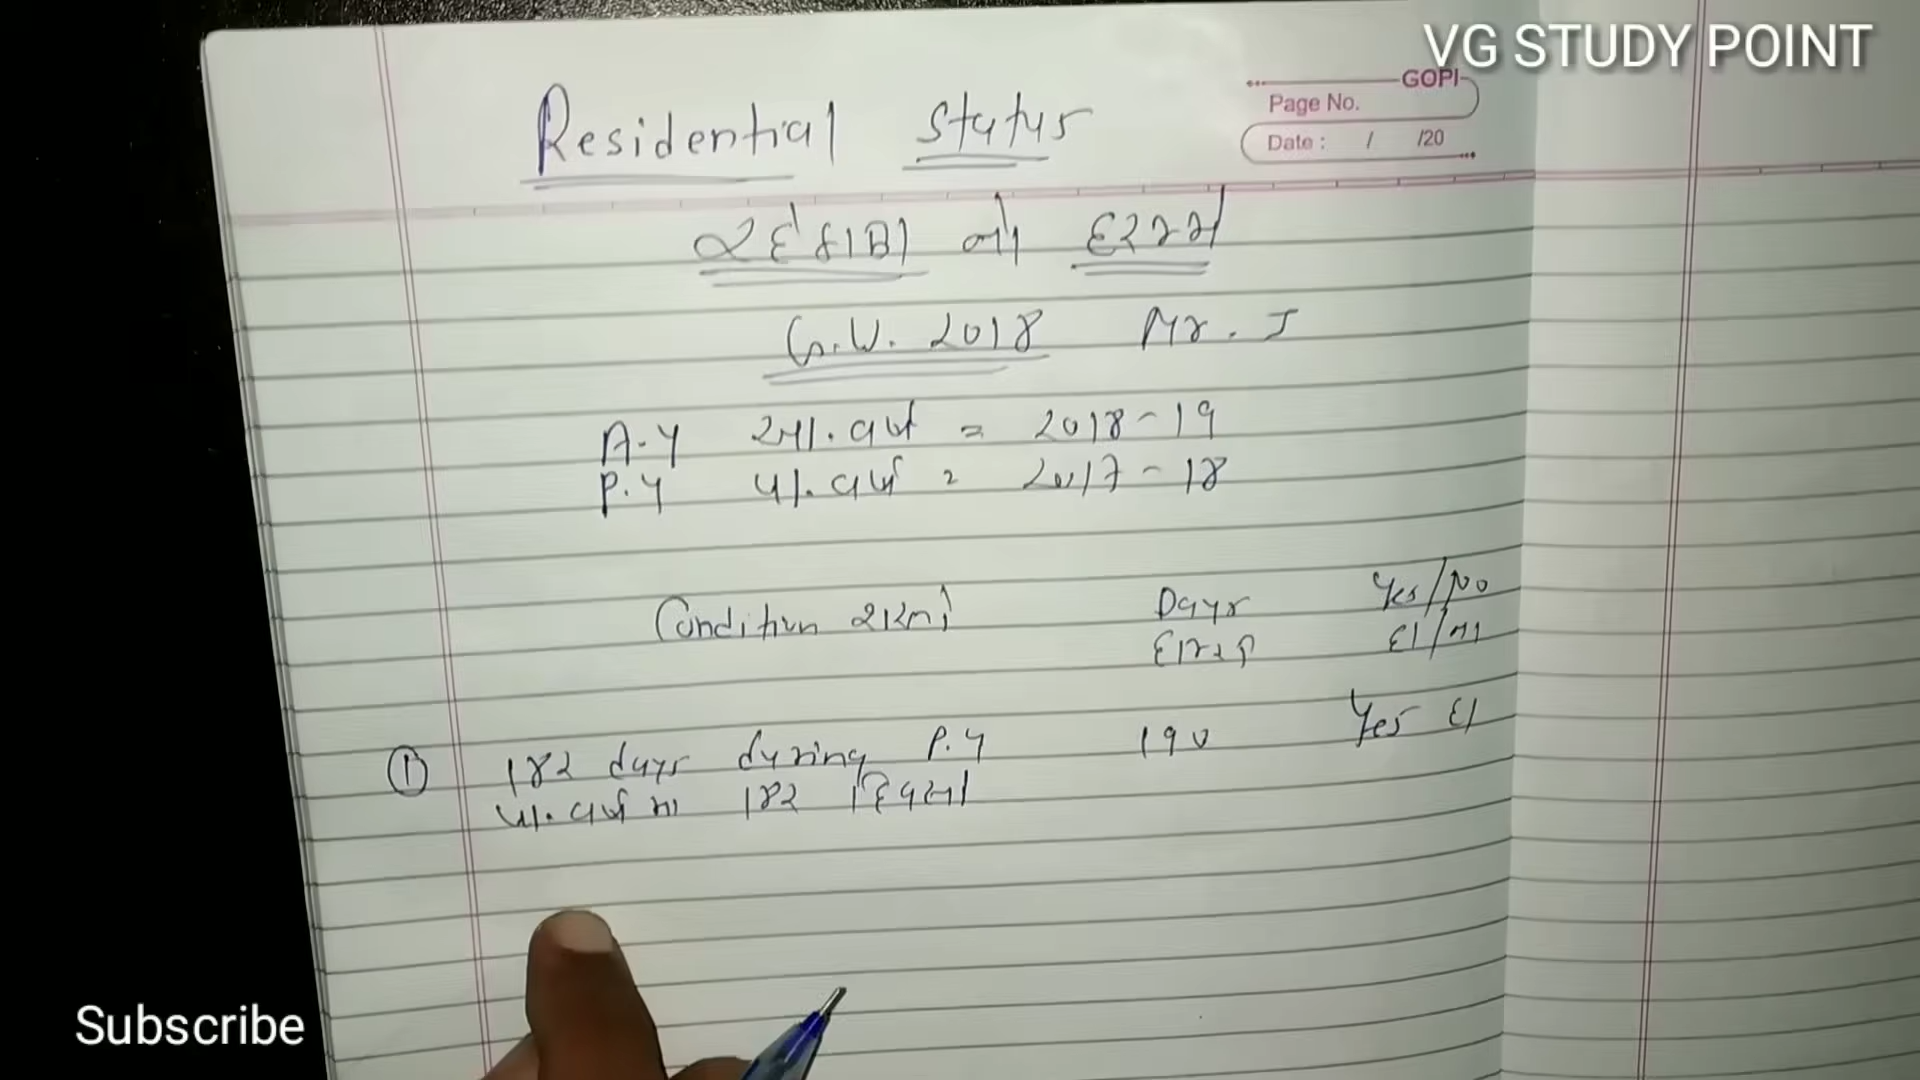 VG STUDY POINT
GOPI
Page No.
Date : / /20
Residential Status
રહેઠાણનો દરજ્જો
G.U. 2018 Mr. I
A.Y આ.વર્ષ = 2018-19
P.Y પા.વર્ષ = 2017-18
Condition શરતો Days Yes/No
દિવસ હા/ના
① 182 days during P.Y 190 Yes હા
પા.વર્ષ માં 182 દિવસો
Subscribe